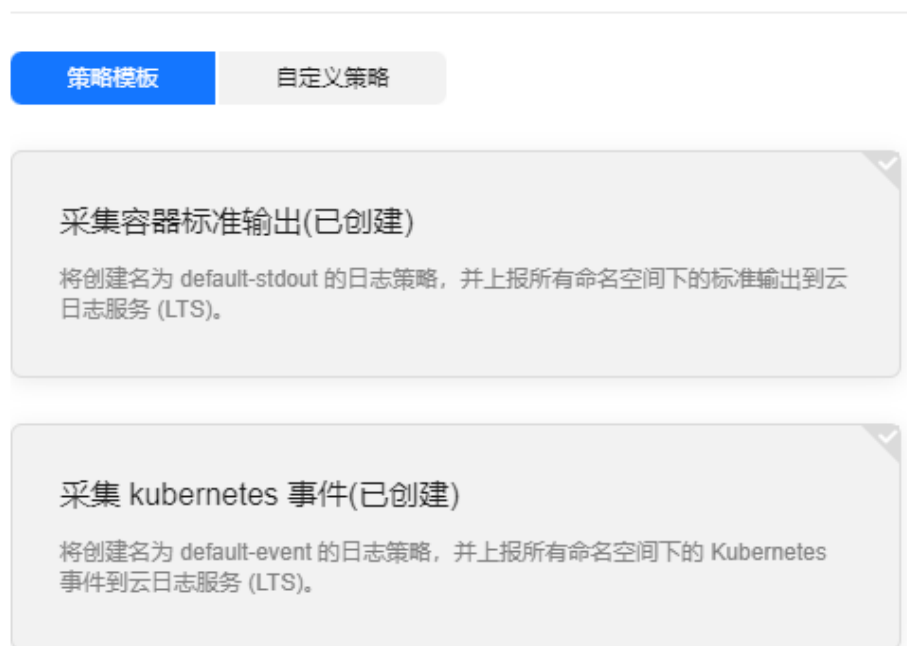 策略模板 自定义策略
采集容器标准输出(已创建)
将创建名为 default-stdout 的日志策略，并上报所有命名空间下的标准输出到云
日志服务 (LTS)。
采集 kubernetes 事件(已创建)
将创建名为 default-event 的日志策略，并上报所有命名空间下的 Kubernetes
事件到云日志服务 (LTS)。